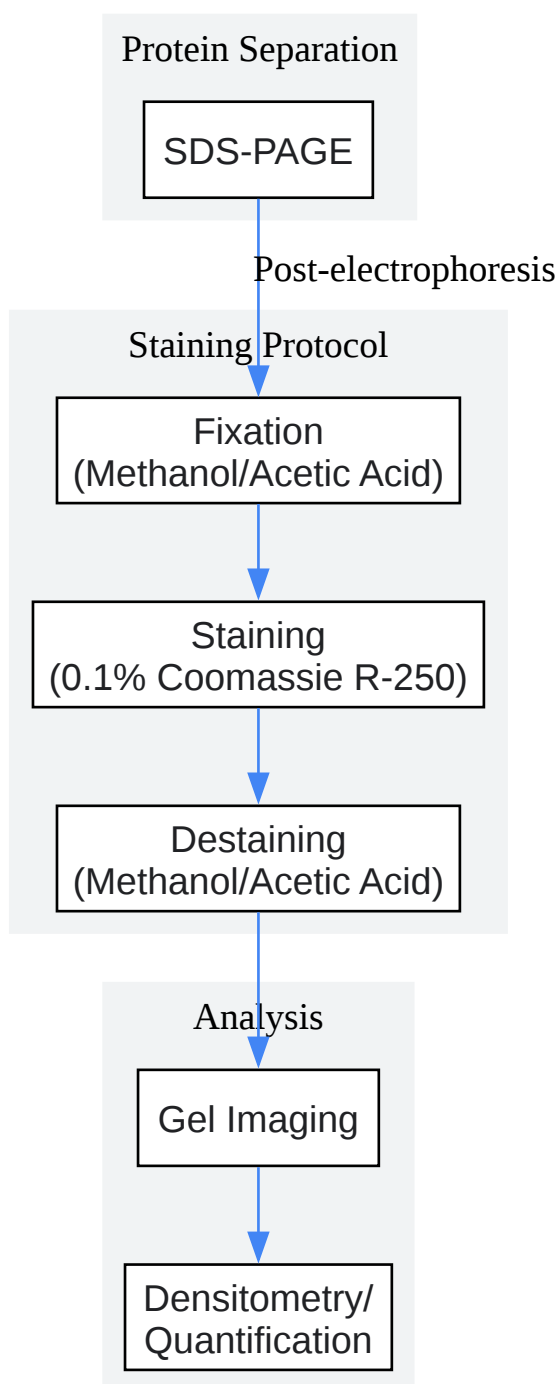 Protein Separation
SDS-PAGE
Post-electrophoresis
Staining Protocol
Fixation
(Methanol/Acetic Acid)
Staining
(0.1% Coomassie R-250)
Destaining
(Methanol/Acetic Acid)
Analysis
Gel Imaging
Densitometry/
Quantification